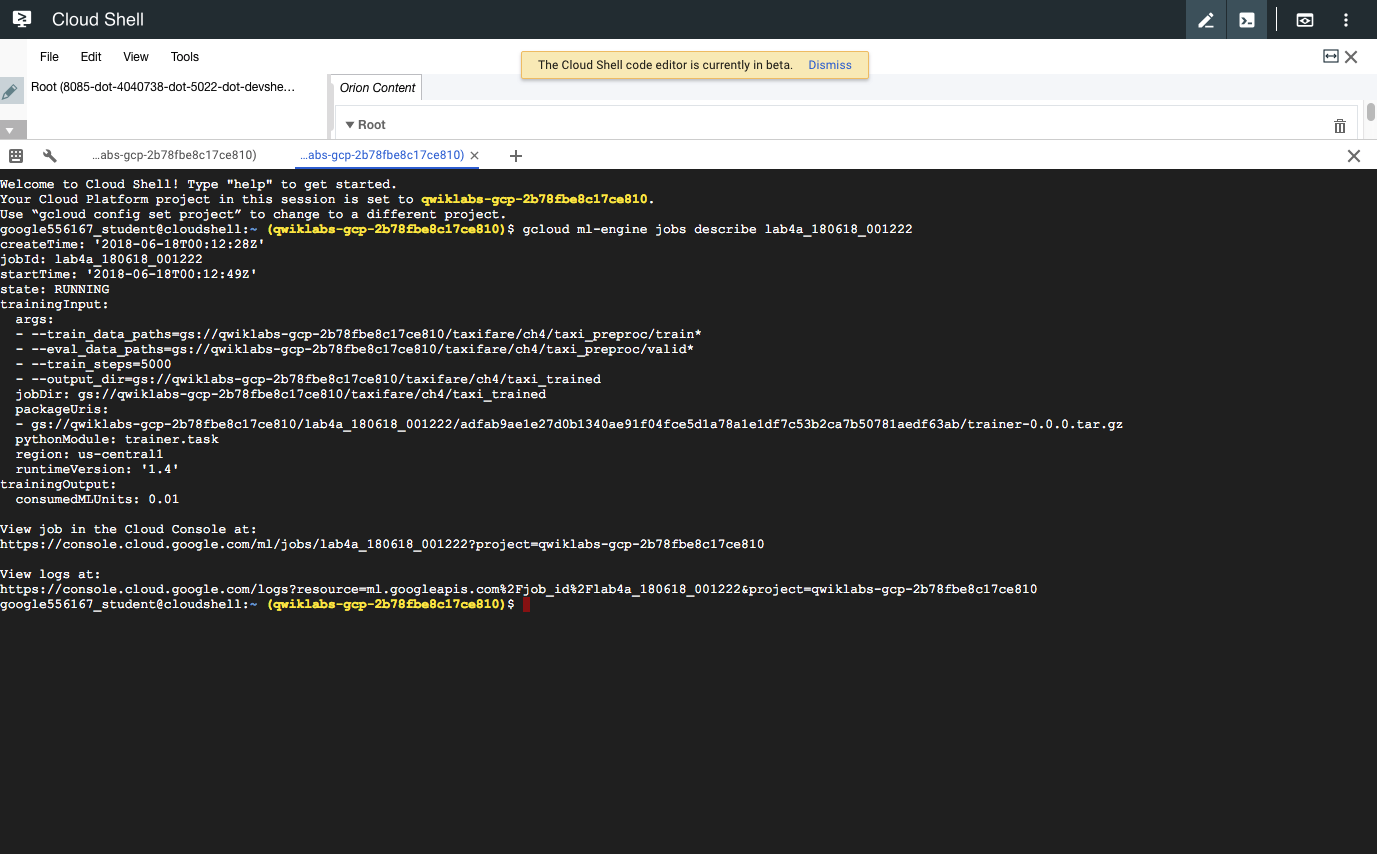 Cloud Shell
File Edit View Tools
The Cloud Shell code editor is currently in beta. Dismiss
Root (8085-dot-4040738-dot-5022-dot-devshe...
Orion Content
Root
...abs-gcp-2b78fbe8c17ce810) ...abs-gcp-2b78fbe8c17ce810)
Welcome to Cloud Shell! Type "help" to get started.
Your Cloud Platform project in this session is set to qwiklabs-gcp-2b78fbe8c17ce810.
Use “gcloud config set project” to change to a different project.
google556167_student@cloudshell:~ (qwiklabs-gcp-2b78fbe8c17ce810)$ gcloud ml-engine jobs describe lab4a_180618_001222
createTime: '2018-06-18T00:12:28Z'
jobId: lab4a_180618_001222
startTime: '2018-06-18T00:12:49Z'
state: RUNNING
trainingInput:
  args:
  - --train_data_paths=gs://qwiklabs-gcp-2b78fbe8c17ce810/taxifare/ch4/taxi_preproc/train*
  - --eval_data_paths=gs://qwiklabs-gcp-2b78fbe8c17ce810/taxifare/ch4/taxi_preproc/valid*
  - --train_steps=5000
  - --output_dir=gs://qwiklabs-gcp-2b78fbe8c17ce810/taxifare/ch4/taxi_trained
  jobDir: gs://qwiklabs-gcp-2b78fbe8c17ce810/taxifare/ch4/taxi_trained
  packageUris:
  - gs://qwiklabs-gcp-2b78fbe8c17ce810/lab4a_180618_001222/adfab9ae1e27d0b1340ae91f04fce5d1a78a1e1df7c53b2ca7b50781aedf63ab/trainer-0.0.0.tar.gz
  pythonModule: trainer.task
  region: us-central1
  runtimeVersion: '1.4'
trainingOutput:
  consumedMLUnits: 0.01
View job in the Cloud Console at:
https://console.cloud.google.com/ml/jobs/lab4a_180618_001222?project=qwiklabs-gcp-2b78fbe8c17ce810
View logs at:
https://console.cloud.google.com/logs?resource=ml.googleapis.com%2Fjob_id%2Flab4a_180618_001222&project=qwiklabs-gcp-2b78fbe8c17ce810
google556167_student@cloudshell:~ (qwiklabs-gcp-2b78fbe8c17ce810)$